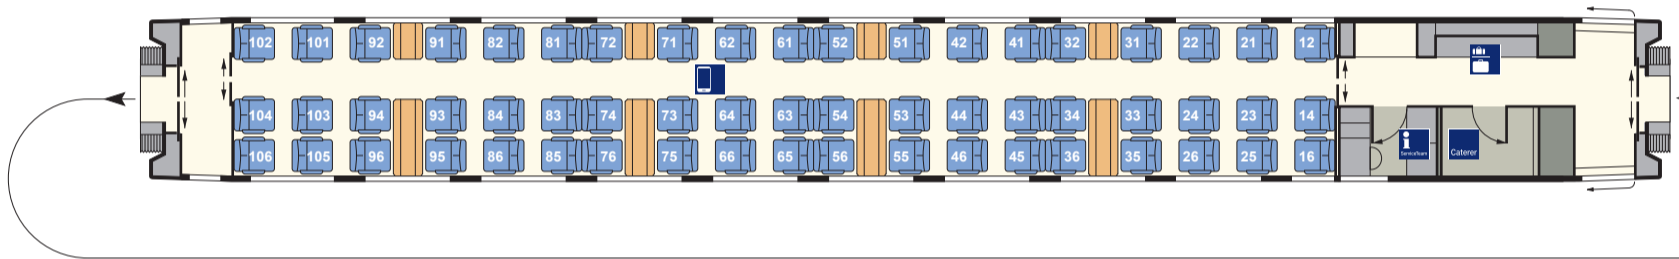 102 101 92 91 82 81 72 71 62 61 52 51 42 41 32 31 22 21 12
104 103 94 93 84 83 74 73 64 63 54 53 44 43 34 33 24 23 14
i
ServiceTeam
Caterer
106 105 96 95 86 85 76 75 66 65 56 55 46 45 36 35 26 25 16